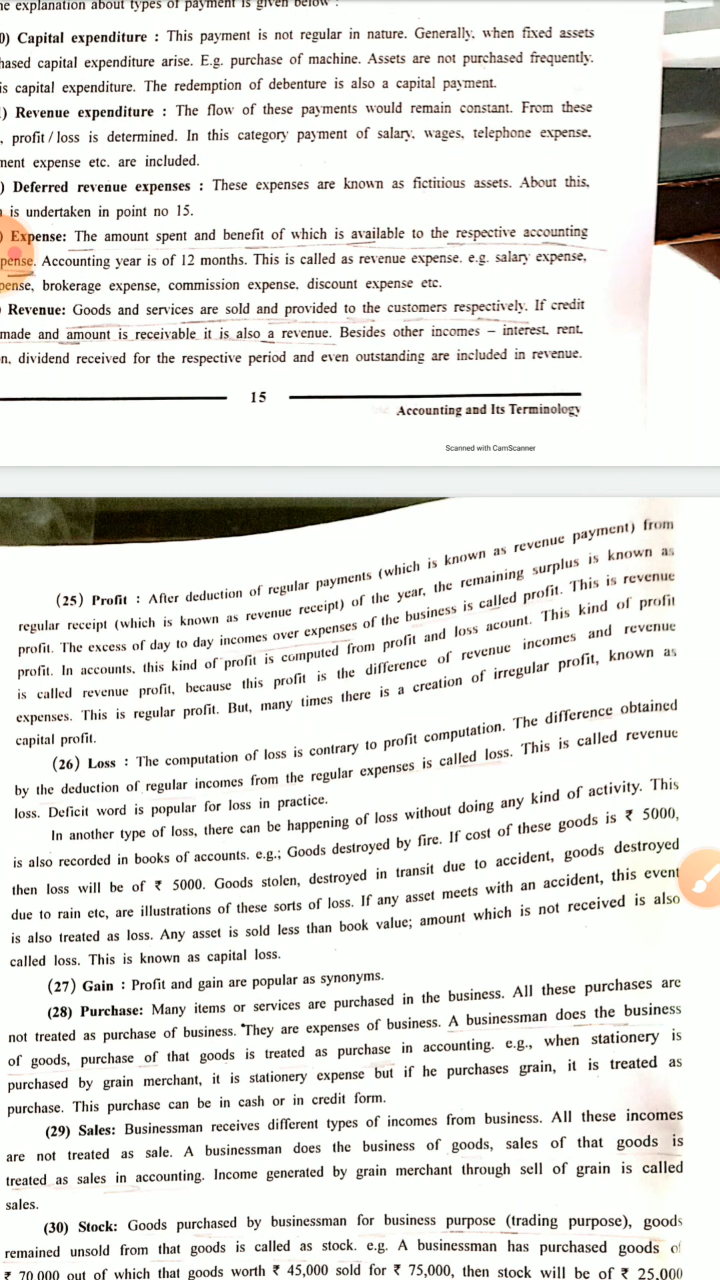 he explanation about types of payment is given below :
0) Capital expenditure : This payment is not regular in nature. Generally, when fixed assets
hased capital expenditure arise. E.g. purchase of machine. Assets are not purchased frequently.
is capital expenditure. The redemption of debenture is also a capital payment.
) Revenue expenditure : The flow of these payments would remain constant. From these
, profit / loss is determined. In this category payment of salary, wages, telephone expense,
ment expense etc. are included.
) Deferred revenue expenses : These expenses are known as fictitious assets. About this,
is undertaken in point no 15.
) Expense: The amount spent and benefit of which is available to the respective accounting
pense. Accounting year is of 12 months. This is called as revenue expense. e.g. salary expense,
pense, brokerage expense, commission expense, discount expense etc.
Revenue: Goods and services are sold and provided to the customers respectively. If credit
made and amount is receivable it is also a revenue. Besides other incomes – interest, rent,
n, dividend received for the respective period and even outstanding are included in revenue.
15
Accounting and Its Terminology
Scanned with CamScanner
(25) Profit : After deduction of regular payments (which is known as revenue payment) from
regular receipt (which is known as revenue receipt) of the year, the remaining surplus is known as
profit. The excess of day to day incomes over expenses of the business is called profit. This is revenue
profit. In accounts, this kind of profit is computed from profit and loss acount. This kind of profit
is called revenue profit, because this profit is the difference of revenue incomes and revenue
expenses. This is regular profit. But, many times there is a creation of irregular profit, known as
capital profit.
(26) Loss : The computation of loss is contrary to profit computation. The difference obtained
by the deduction of regular incomes from the regular expenses is called loss. This is called revenue
loss. Deficit word is popular for loss in practice.
In another type of loss, there can be happening of loss without doing any kind of activity. This
is also recorded in books of accounts. e.g.; Goods destroyed by fire. If cost of these goods is ₹ 5000,
then loss will be of ₹ 5000. Goods stolen, destroyed in transit due to accident, goods destroyed
due to rain etc, are illustrations of these sorts of loss. If any asset meets with an accident, this event
is also treated as loss. Any asset is sold less than book value; amount which is not received is also
called loss. This is known as capital loss.
(27) Gain : Profit and gain are popular as synonyms.
(28) Purchase: Many items or services are purchased in the business. All these purchases are
not treated as purchase of business. They are expenses of business. A businessman does the business
of goods, purchase of that goods is treated as purchase in accounting. e.g., when stationery is
purchased by grain merchant, it is stationery expense but if he purchases grain, it is treated as
purchase. This purchase can be in cash or in credit form.
(29) Sales: Businessman receives different types of incomes from business. All these incomes
are not treated as sale. A businessman does the business of goods, sales of that goods is
treated as sales in accounting. Income generated by grain merchant through sell of grain is called
sales.
(30) Stock: Goods purchased by businessman for business purpose (trading purpose), goods
remained unsold from that goods is called as stock. e.g. A businessman has purchased goods of
₹ 70,000 out of which that goods worth ₹ 45,000 sold for ₹ 75,000, then stock will be of ₹ 25,000